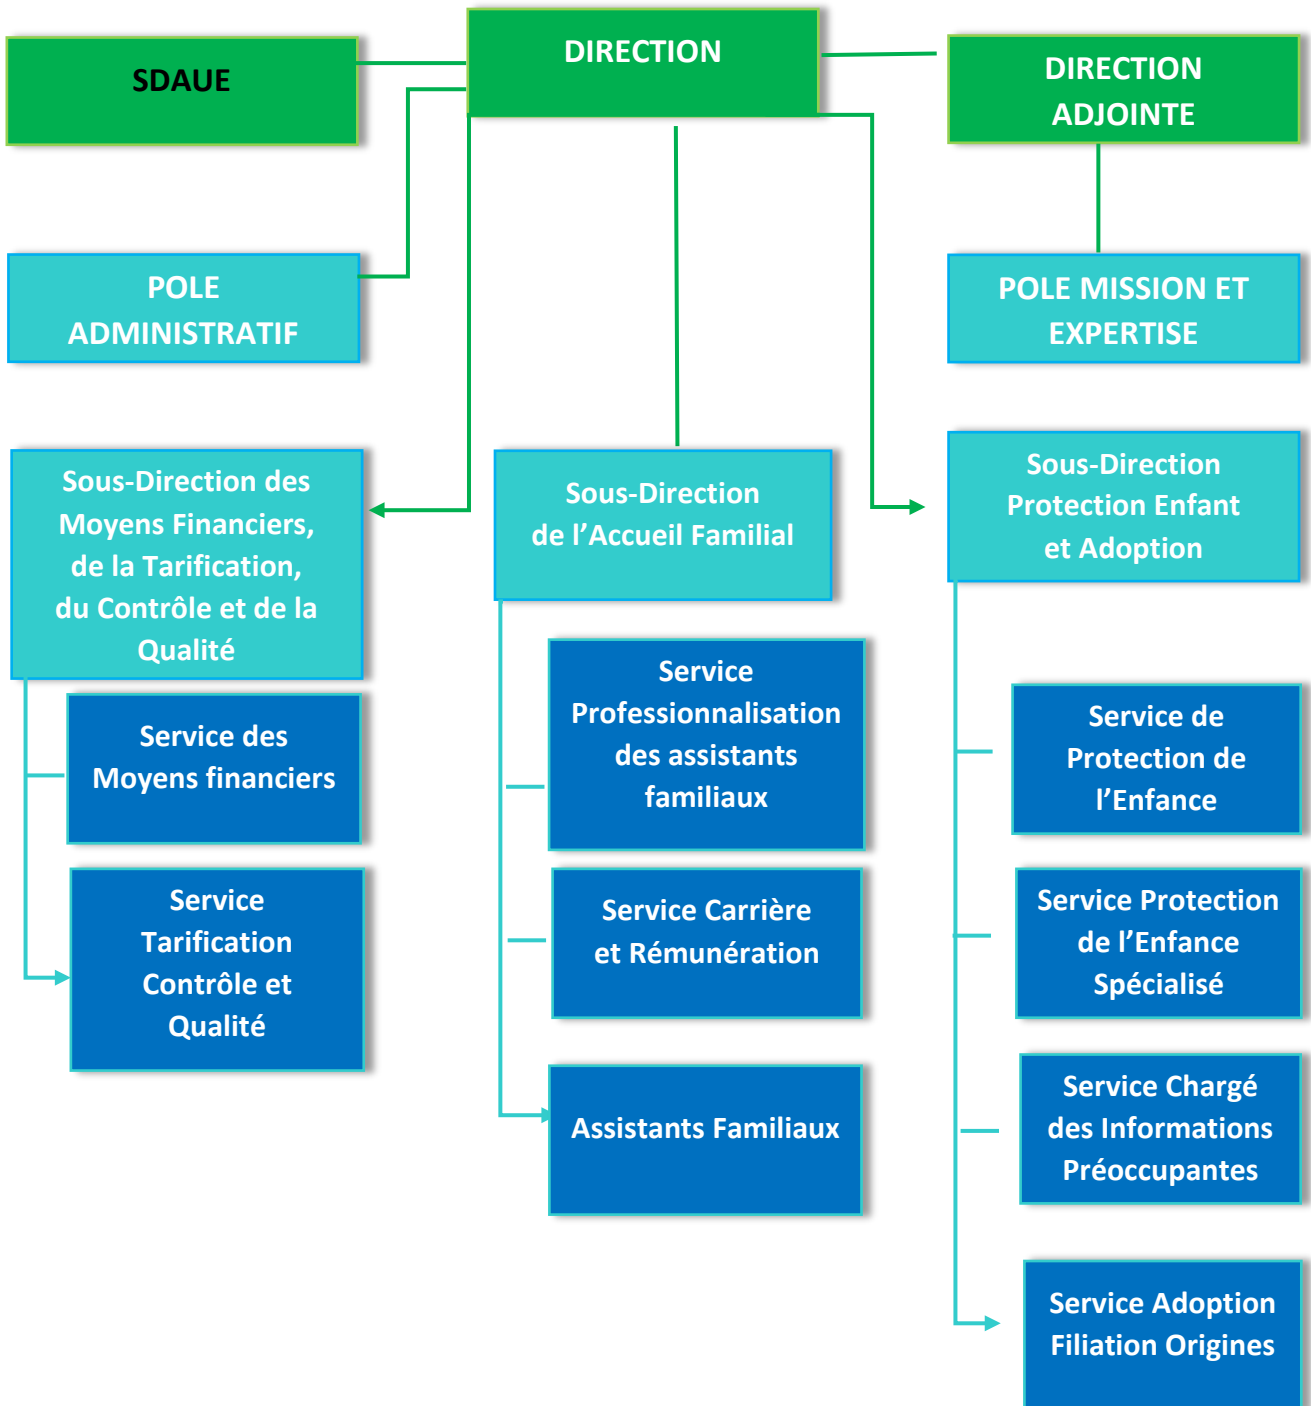 SDAUE
DIRECTION
DIRECTION
ADJOINTE
POLE
ADMINISTRATIF
POLE MISSION ET
EXPERTISE
Sous-Direction des
Moyens Financiers,
de la Tarification,
du Contrôle et de la
Qualité
Service des
Moyens financiers
Service
Tarification
Contrôle et
Qualité
Sous-Direction
de l’Accueil Familial
Service
Professionnalisation
des assistants
familiaux
Service Carrière
et Rémunération
Assistants Familiaux
Sous-Direction
Protection Enfant
et Adoption
Service de
Protection de
l’Enfance
Service Protection
de l’Enfance
Spécialisé
Service Chargé
des Informations
Préoccupantes
Service Adoption
Filiation Origines